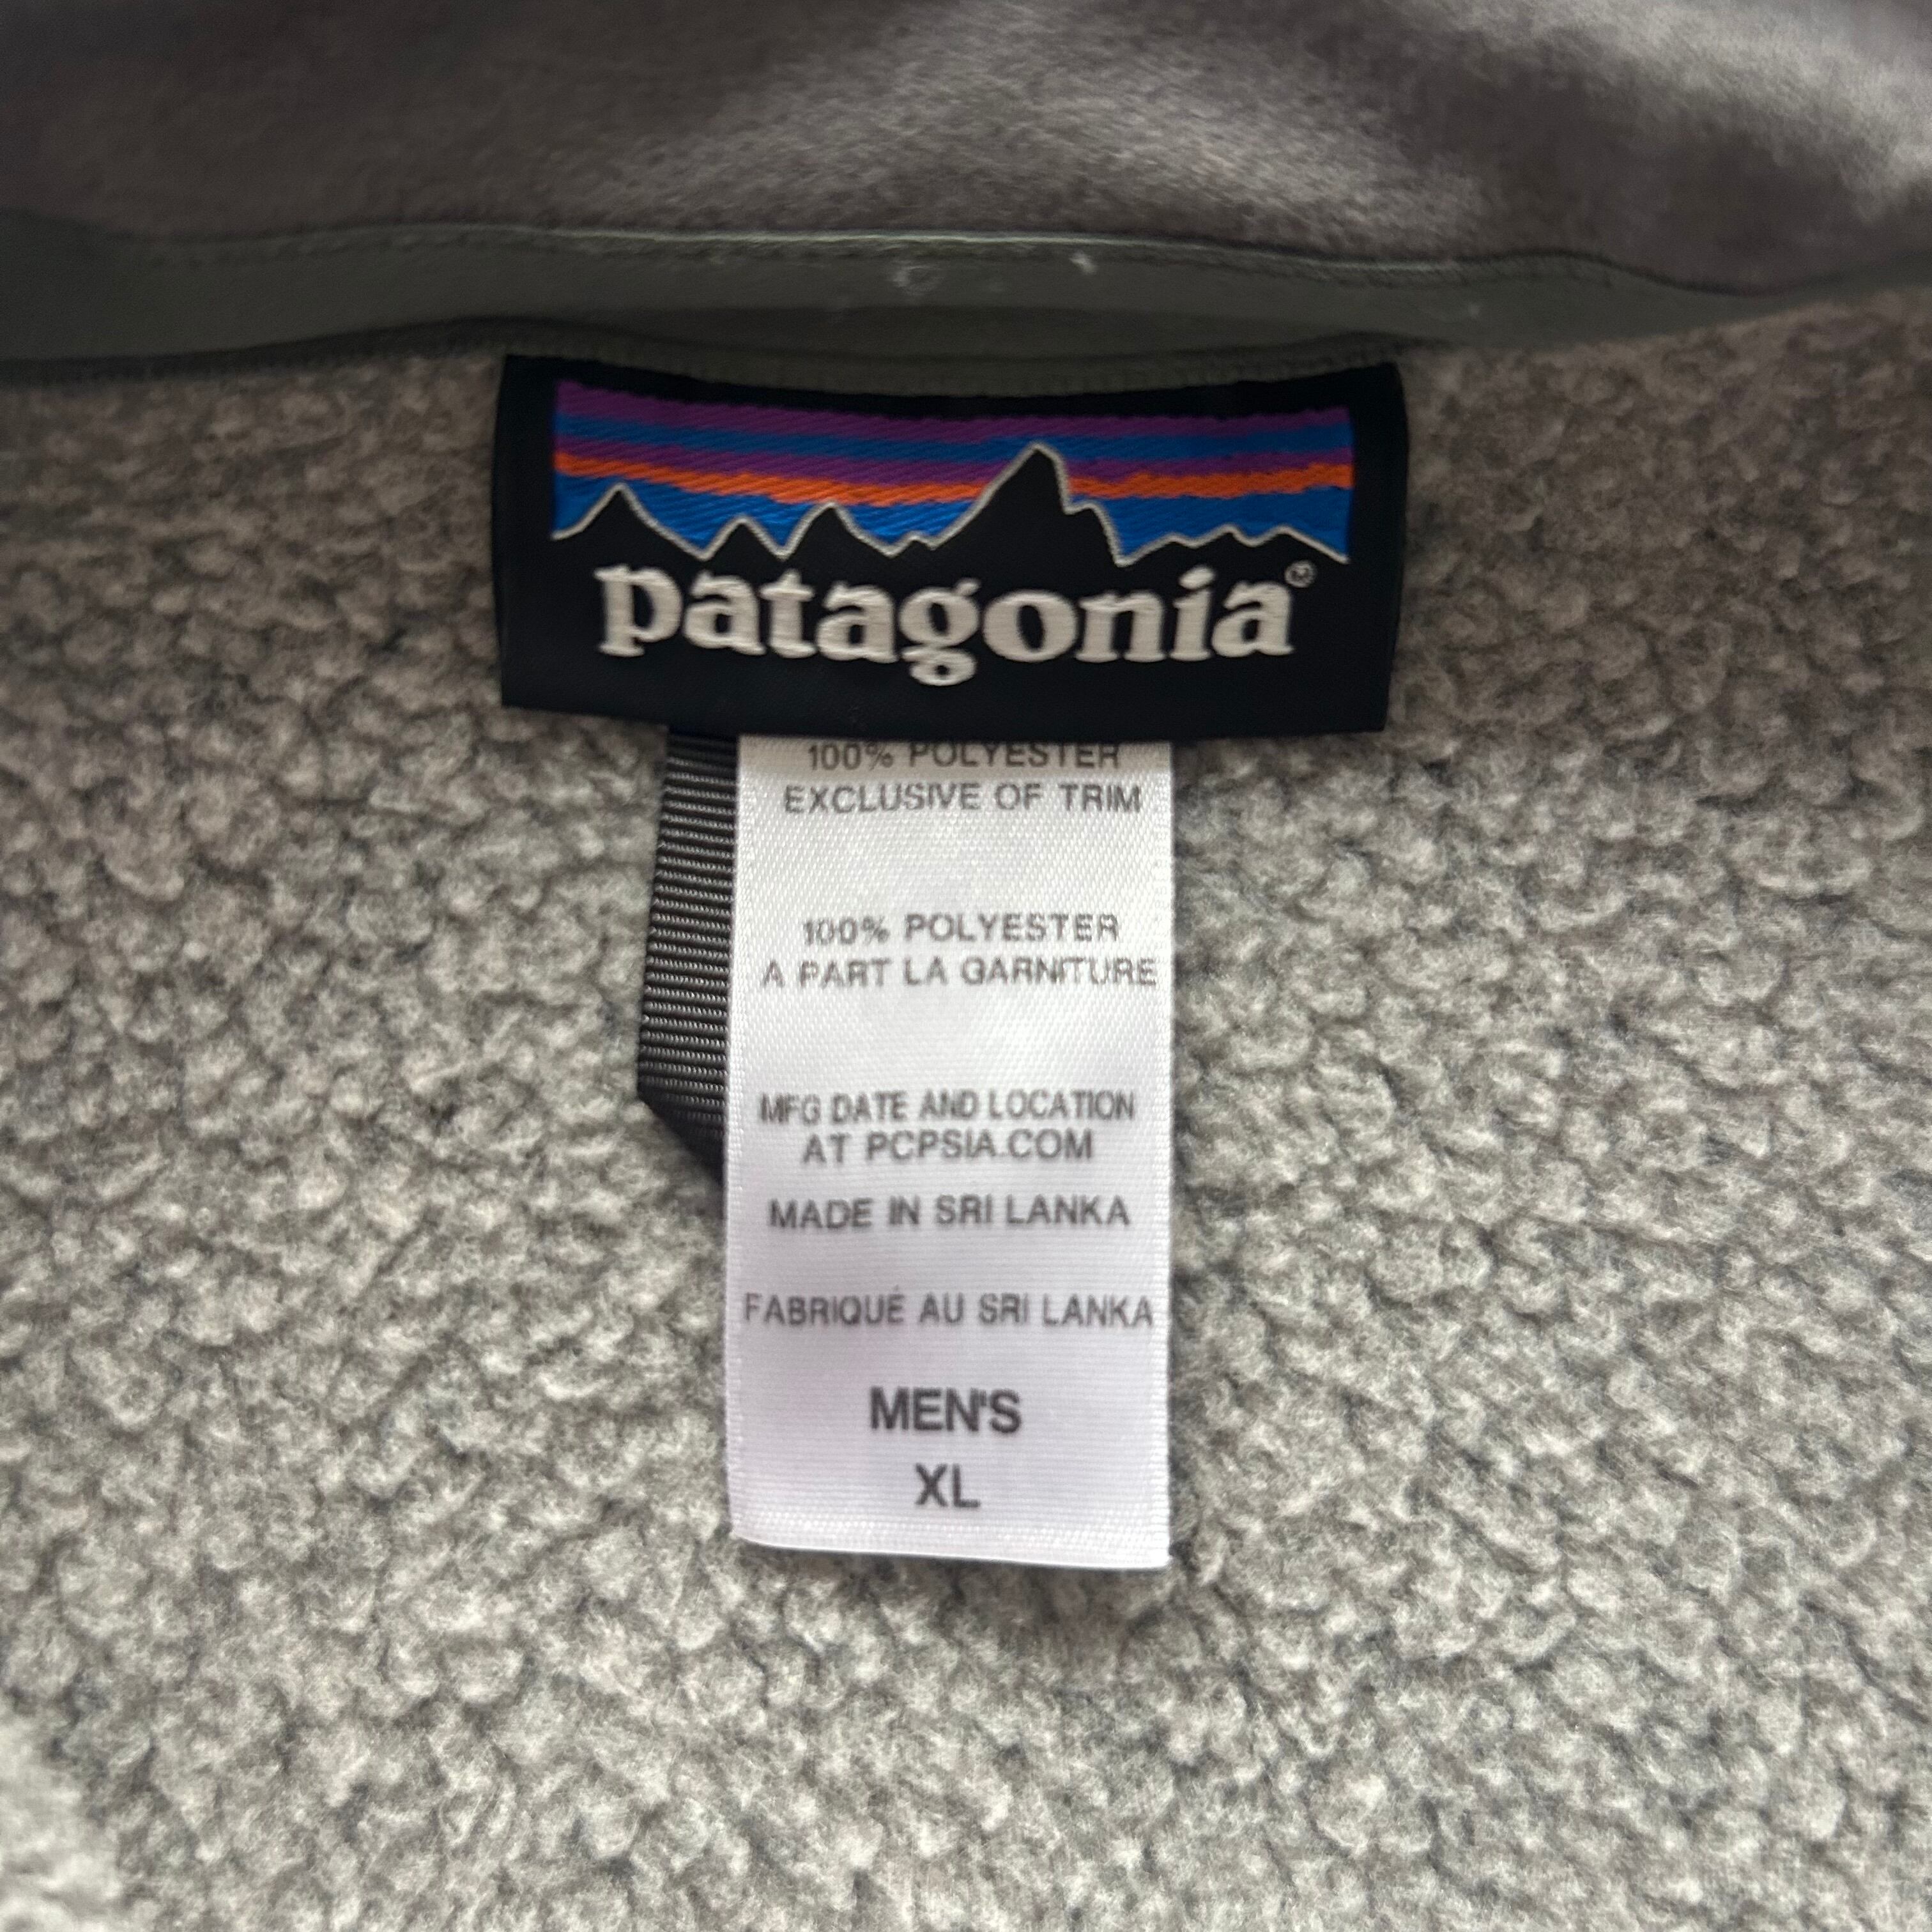 patagonia®
100% POLYESTER
EXCLUSIVE OF TRIM
100% POLYESTER
A PART LA GARNITURE
MFG DATE AND LOCATION
AT PCPSIA.COM
MADE IN SRI LANKA
FABRIQUÉ AU SRI LANKA
MEN'S
XL